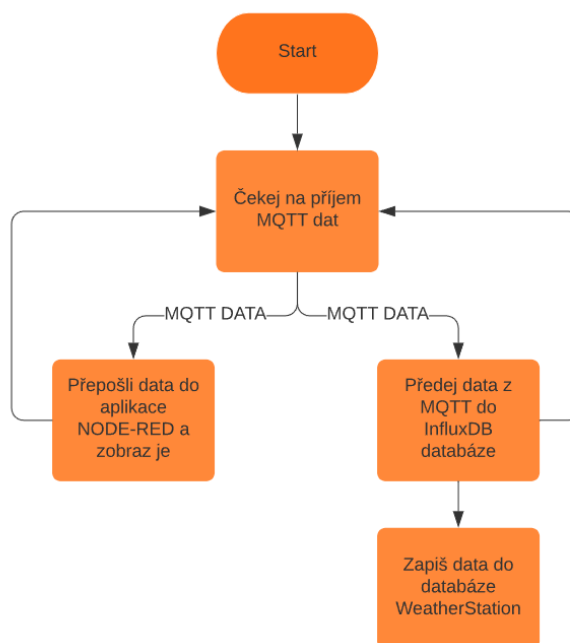 Start
Čekej na příjem
MQTT dat
MQTT DATA
MQTT DATA
Přepošli data do
aplikace
NODE-RED a
zobraz je
Předej data z
MQTT do
InfluxDB
databáze
Zapiš data do
databáze
WeatherStation